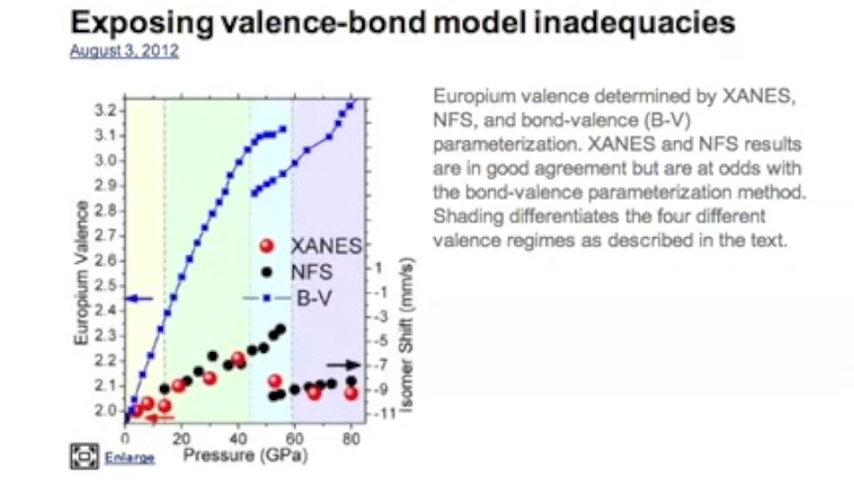 Exposing valence-bond model inadequacies
August 3, 2012
3.2
3.1
3.0
2.9
2.8
2.7
2.6
2.5
2.4
2.3
2.2
2.1
2.0
Europium Valence
XANES
NFS
B-V
1
-1
-3
-5
-7
-9
-11
Isomer Shift (mm/s)
0 20 40 60 80
Pressure (GPa)
Enlarge
Europium valence determined by XANES,
NFS, and bond-valence (B-V)
parameterization. XANES and NFS results
are in good agreement but are at odds with
the bond-valence parameterization method.
Shading differentiates the four different
valence regimes as described in the text.